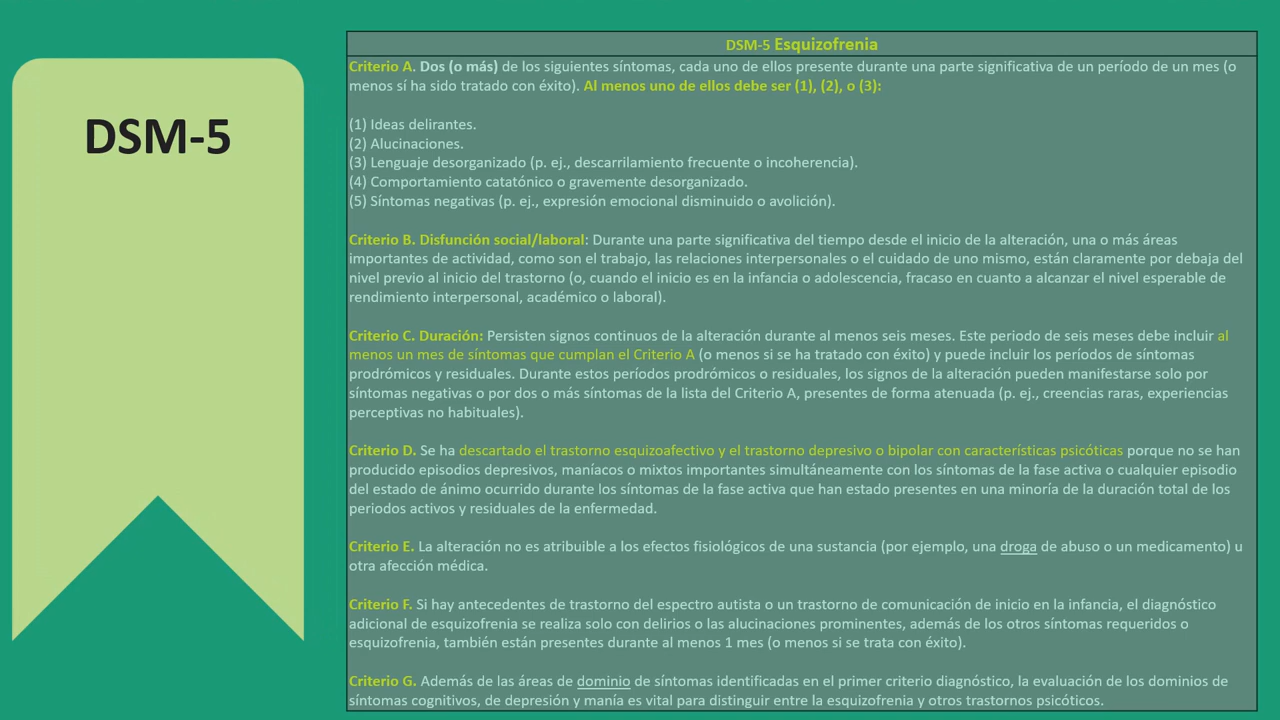 DSM-5
DSM-5 Esquizofrenia
Criterio A. Dos (o más) de los siguientes síntomas, cada uno de ellos presente durante una parte significativa de un período de un mes (o
menos sí ha sido tratado con éxito). Al menos uno de ellos debe ser (1), (2), o (3):
(1) Ideas delirantes.
(2) Alucinaciones.
(3) Lenguaje desorganizado (p. ej., descarrilamiento frecuente o incoherencia).
(4) Comportamiento catatónico o gravemente desorganizado.
(5) Síntomas negativas (p. ej., expresión emocional disminuido o avolición).
Criterio B. Disfunción social/laboral: Durante una parte significativa del tiempo desde el inicio de la alteración, una o más áreas
importantes de actividad, como son el trabajo, las relaciones interpersonales o el cuidado de uno mismo, están claramente por debaja del
nivel previo al inicio del trastorno (o, cuando el inicio es en la infancia o adolescencia, fracaso en cuanto a alcanzar el nivel esperable de
rendimiento interpersonal, académico o laboral).
Criterio C. Duración: Persisten signos continuos de la alteración durante al menos seis meses. Este periodo de seis meses debe incluir al
menos un mes de síntomas que cumplan el Criterio A (o menos si se ha tratado con éxito) y puede incluir los períodos de síntomas
prodrómicos y residuales. Durante estos períodos prodrómicos o residuales, los signos de la alteración pueden manifestarse solo por
síntomas negativas o por dos o más síntomas de la lista del Criterio A, presentes de forma atenuada (p. ej., creencias raras, experiencias
perceptivas no habituales).
Criterio D. Se ha descartado el trastorno esquizoafectivo y el trastorno depresivo o bipolar con características psicóticas porque no se han
producido episodios depresivos, maníacos o mixtos importantes simultáneamente con los síntomas de la fase activa o cualquier episodio
del estado de ánimo ocurrido durante los síntomas de la fase activa que han estado presentes en una minoría de la duración total de los
periodos activos y residuales de la enfermedad.
Criterio E. La alteración no es atribuible a los efectos fisiológicos de una sustancia (por ejemplo, una droga de abuso o un medicamento) u
otra afección médica.
Criterio F. Si hay antecedentes de trastorno del espectro autista o un trastorno de comunicación de inicio en la infancia, el diagnóstico
adicional de esquizofrenia se realiza solo con delirios o las alucinaciones prominentes, además de los otros síntomas requeridos o
esquizofrenia, también están presentes durante al menos 1 mes (o menos si se trata con éxito).
Criterio G. Además de las áreas de dominio de síntomas identificadas en el primer criterio diagnóstico, la evaluación de los dominios de
síntomas cognitivos, de depresión y manía es vital para distinguir entre la esquizofrenia y otros trastornos psicóticos.